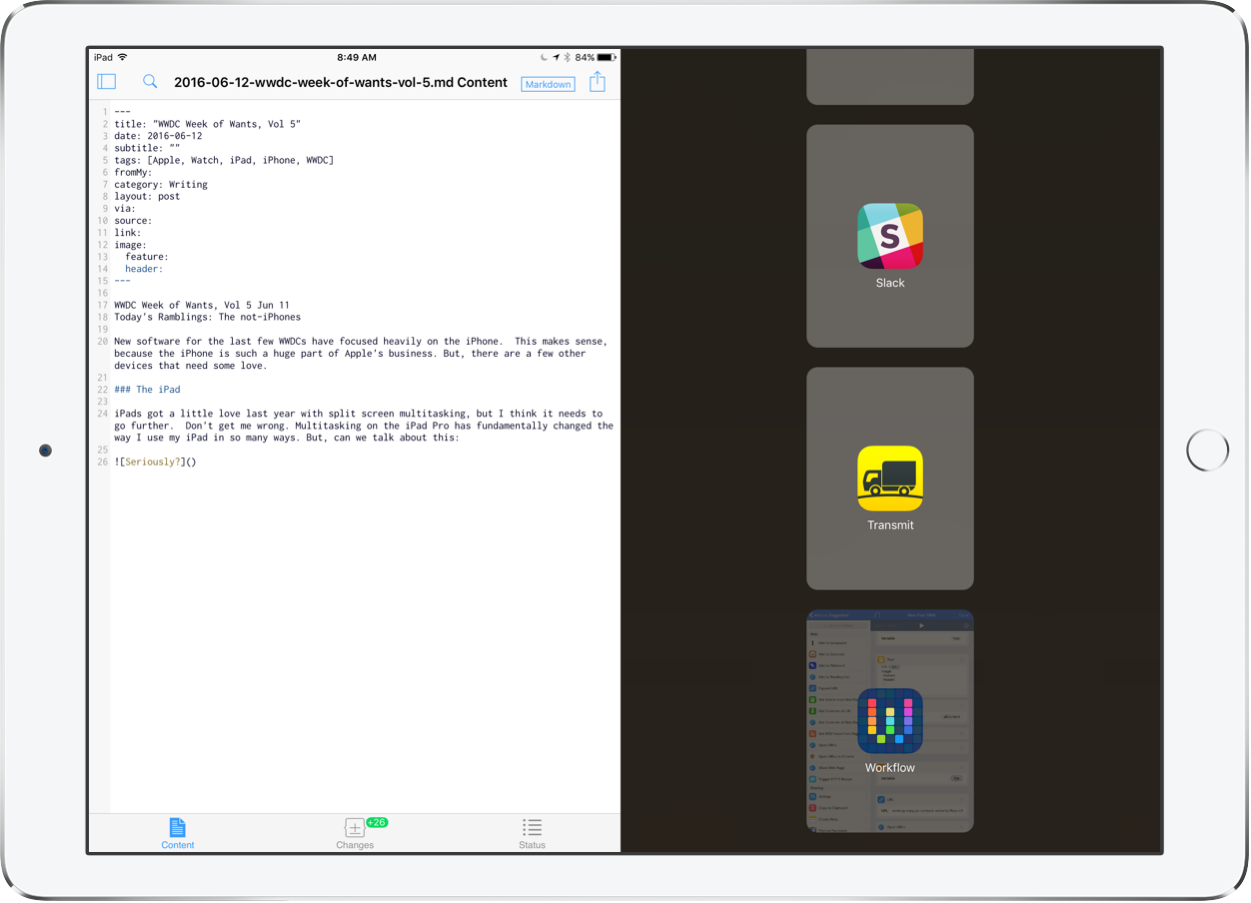 iPad
8:49 AM
84%
2016-06-12-wwdc-week-of-wants-vol-5.md Content
Markdown
1 ---
2 title: "WWDC Week of Wants, Vol 5"
3 date: 2016-06-12
4 subtitle: ""
5 tags: [Apple, Watch, iPad, iPhone, WWDC]
6 fromMy:
7 category: Writing
8 layout: post
9 via:
10 source:
11 link:
12 image:
13 feature:
14 header:
15 ---
16
17 WWDC Week of Wants, Vol 5 Jun 11
18 Today's Ramblings: The not-iPhones
19
20 New software for the last few WWDCs have focused heavily on the iPhone.  This makes sense,
because the iPhone is such a huge part of Apple's business. But, there are a few other
devices that need some love.
21
22 ### The iPad
23
24 iPads got a little love last year with split screen multitasking, but I think it needs to
go further.  Don't get me wrong. Multitasking on the iPad Pro has fundamentally changed the
way I use my iPad in so many ways. But, can we talk about this:
25
26 ![Seriously?]()
Content
+26
Changes
Status
S
Slack
Transmit
Workflow